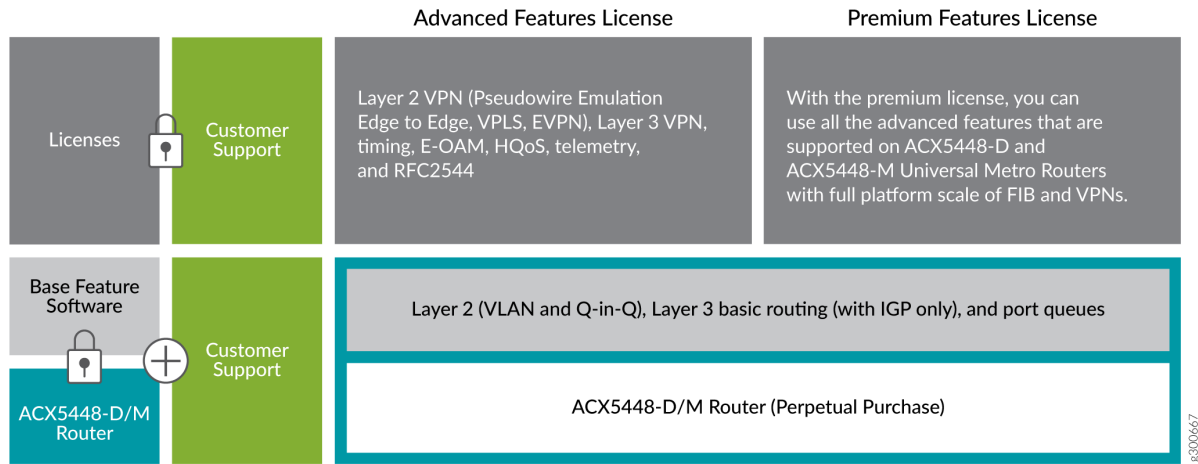 Advanced Features License
Premium Features License
Licenses
Customer
Support
Layer 2 VPN (Pseudowire Emulation
Edge to Edge, VPLS, EVPN), Layer 3 VPN,
timing, E-OAM, HQoS, telemetry,
and RFC2544
With the premium license, you can
use all the advanced features that are
supported on ACX5448-D and
ACX5448-M Universal Metro Routers
with full platform scale of FIB and VPNs.
Base Feature
Software
ACX5448-D/M
Router
Customer
Support
Layer 2 (VLAN and Q-in-Q), Layer 3 basic routing (with IGP only), and port queues
ACX5448-D/M Router (Perpetual Purchase)
g300667